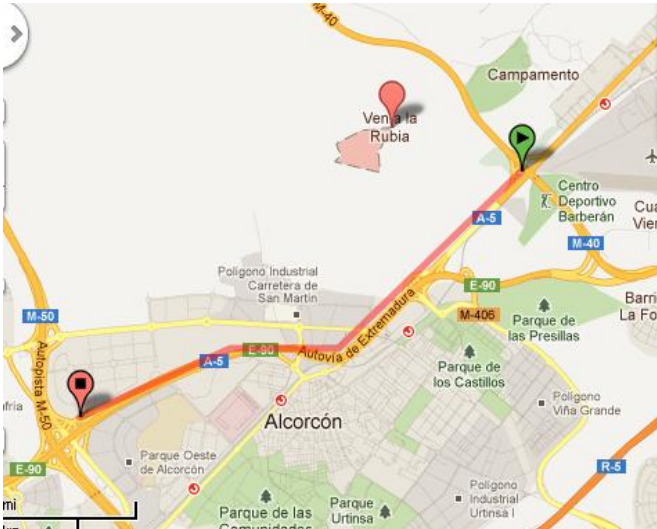 M-40
Campamento
Venta la
Rubia
Centro
Deportivo
Barberán
Cua
Vien
A-5
M-40
Polígono Industrial
Carretera de
San Martín
E-90
M-50
M-406
Barri
La Fo
Parque de
las Presillas
Autovía de Extremadura
E-90
A-5
Autopista M-50
Parque de
los Castillos
Polígono
Viña Grande
Alcorcón
Parque Oeste
de Alcorcón
E-90
R-5
Polígono
Industrial
Urtinsa I
Parque
Urtinsa
Parque de las
Comunidades
mi